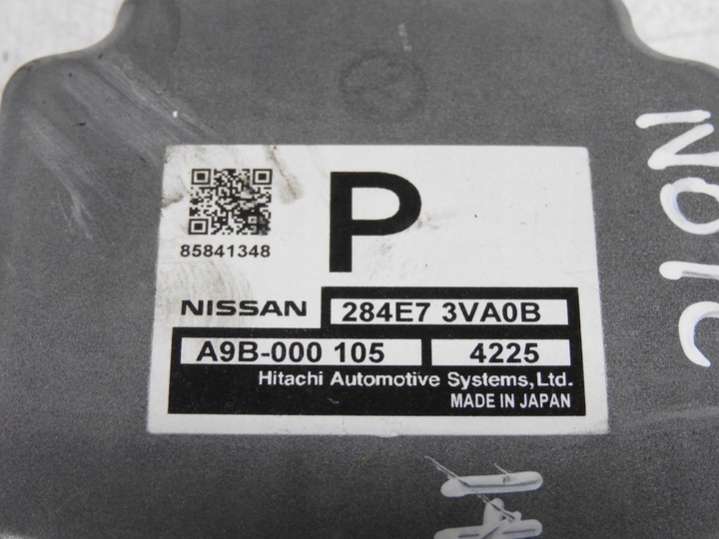 P
85841348
NISSAN 284E7 3VA0B
A9B-000 105 4225
Hitachi Automotive Systems,Ltd.
MADE IN JAPAN